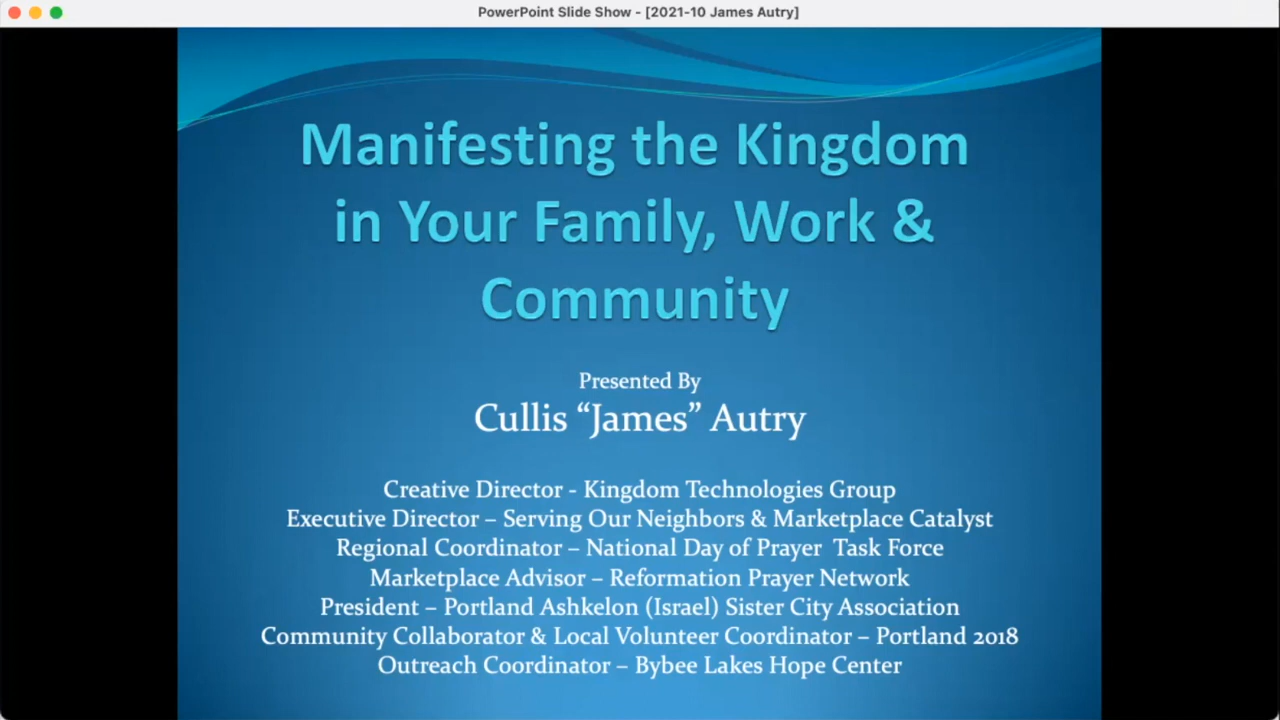 PowerPoint Slide Show - [2021-10 James Autry]
Manifesting the Kingdom
in Your Family, Work &
Community
Presented By
Cullis “James” Autry
Creative Director - Kingdom Technologies Group
Executive Director – Serving Our Neighbors & Marketplace Catalyst
Regional Coordinator – National Day of Prayer Task Force
Marketplace Advisor – Reformation Prayer Network
President – Portland Ashkelon (Israel) Sister City Association
Community Collaborator & Local Volunteer Coordinator – Portland 2018
Outreach Coordinator – Bybee Lakes Hope Center